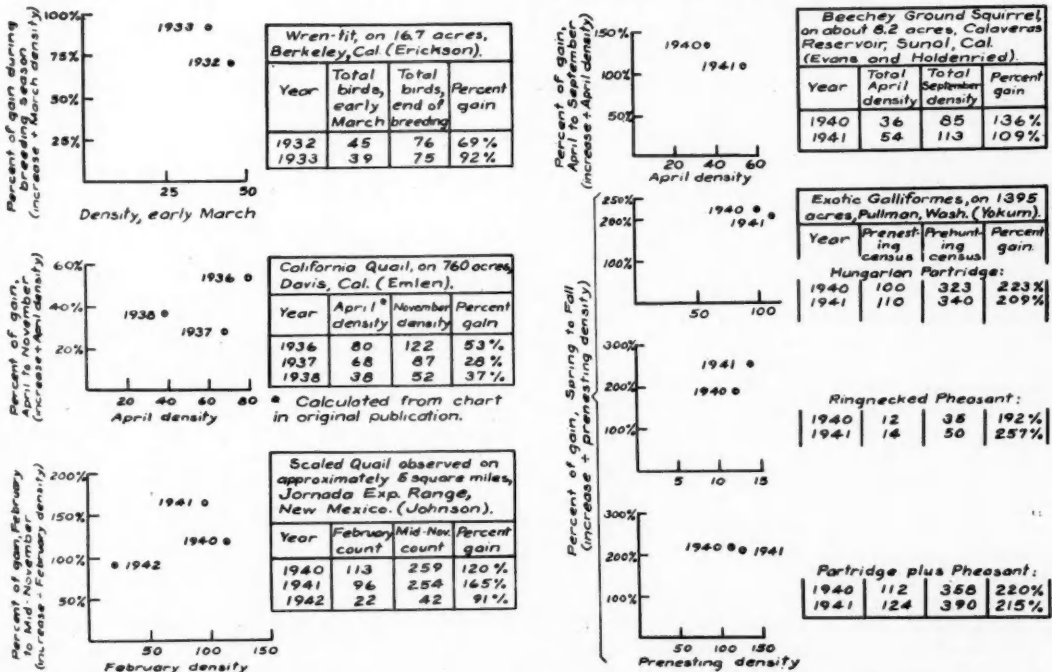 Percent of gain during
breeding season
(increase ÷ March density)
100%
75%
50%
25%
1933
1932
25 50
Density, early March
Wren-tit, on 16.7 acres,
Berkeley, Cal. (Erickson).
Year Total birds, early March Total birds, end of breeding Percent gain
1932 45 76 69%
1933 39 75 92%
Percent of gain,
April to November
(increase ÷ April density)
60%
40%
20%
1936
1938
1937
20 40 60 80
April density
California Quail, on 760 acres,
Davis, Cal. (Emlen).
Year April density November density Percent gain
1936 80 122 53%
1937 68 87 28%
1938 38 52 37%
Calculated from chart
in original publication.
Percent of gain, February
to Mid-November
(increase ÷ February density)
200%
150%
100%
50%
1941
1940
1942
50 100 150
February density
Scaled Quail observed on
approximately 5 square miles,
Jornada Exp. Range,
New Mexico. (Johnson).
Year February count Mid-Nov. count Percent gain
1940 113 259 120%
1941 96 254 165%
1942 22 42 91%
Percent of gain,
April to September
(increase ÷ April density)
150%
100%
50%
1940
1941
20 40 60
April density
Beechey Ground Squirrel,
on about 8.2 acres, Calaveras
Reservoir, Sunol, Cal.
(Evans and Holdenried).
Year Total April density Total September density Percent gain
1940 36 85 136%
1941 54 113 109%
Percent of gain, Spring to Fall
(increase ÷ prenesting density)
250%
200%
100%
1940
1941
50 100
Exotic Galliformes, on 1395
acres, Pullman, Wash. (Yokum).
Year Prenesting census Prehunting census Percent gain
Hungarian Partridge:
1940 100 323 223%
1941 110 340 209%
300%
200%
100%
1941
1940
5 10 15
Ringnecked Pheasant:
1940 12 35 192%
1941 14 50 257%
300%
200%
100%
1940 1941
50 100 150
Prenesting density
Partridge plus Pheasant:
1940 112 358 220%
1941 124 390 215%